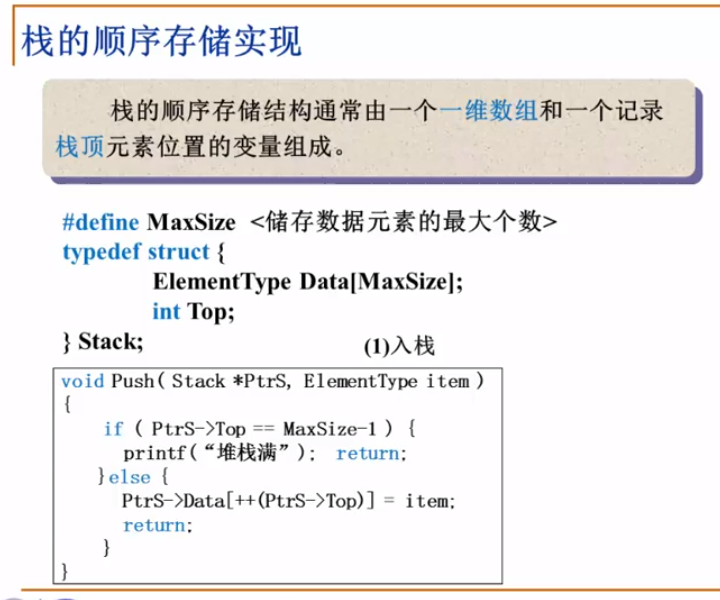 栈的顺序存储实现
栈的顺序存储结构通常由一个一维数组和一个记录
栈顶元素位置的变量组成。
#define MaxSize <储存数据元素的最大个数>
typedef struct {
ElementType Data[MaxSize];
int Top;
} Stack;
(1)入栈
void Push( Stack *PtrS, ElementType item )
{
if ( PtrS->Top == MaxSize-1 ) {
printf(“堆栈满”); return;
}else {
PtrS->Data[++(PtrS->Top)] = item;
return;
}
}